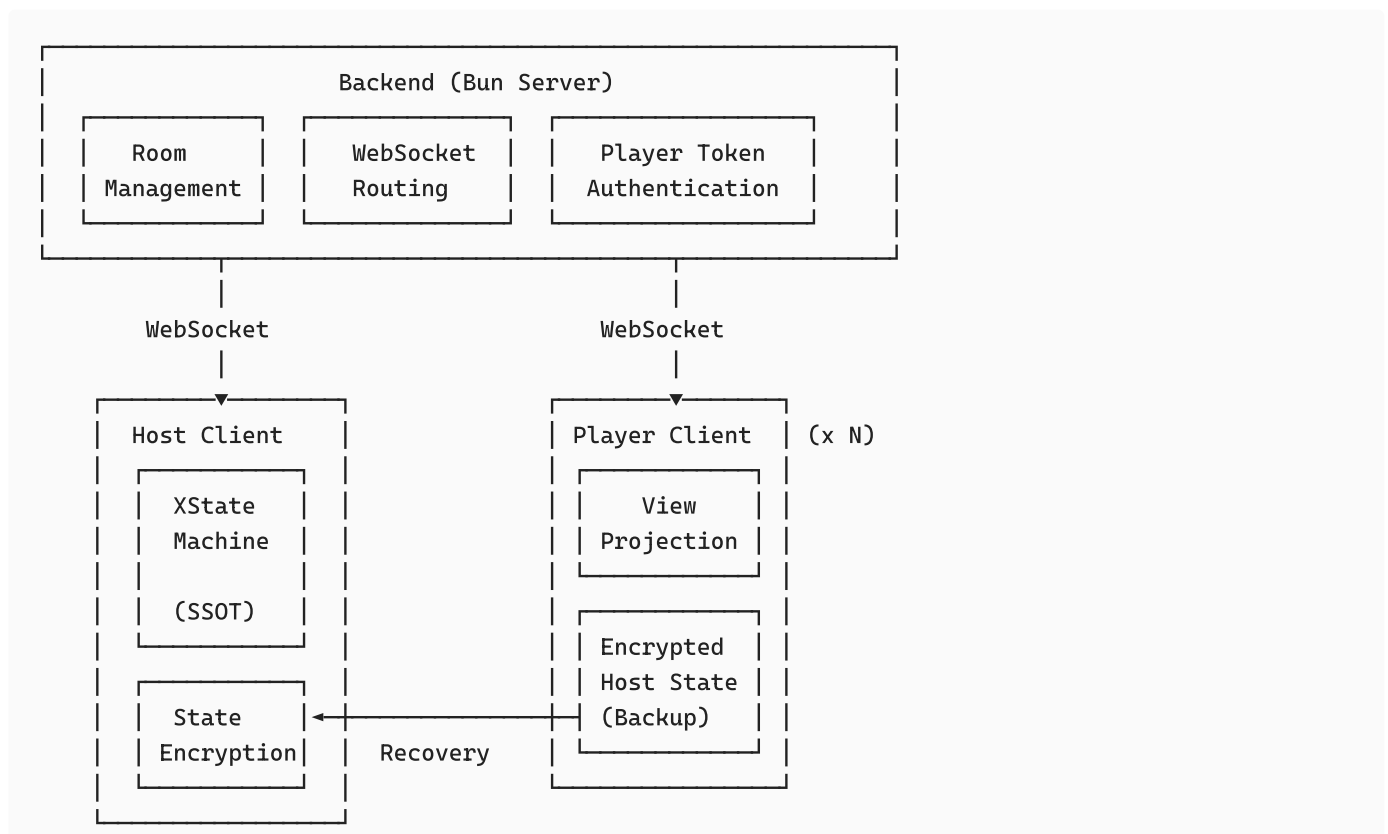 Backend (Bun Server)
Room Management
WebSocket Routing
Player Token Authentication
WebSocket
WebSocket
Host Client
XState
Machine
(SSOT)
State
Encryption
Player Client
(x N)
View
Projection
Encrypted
Host State
(Backup)
Recovery